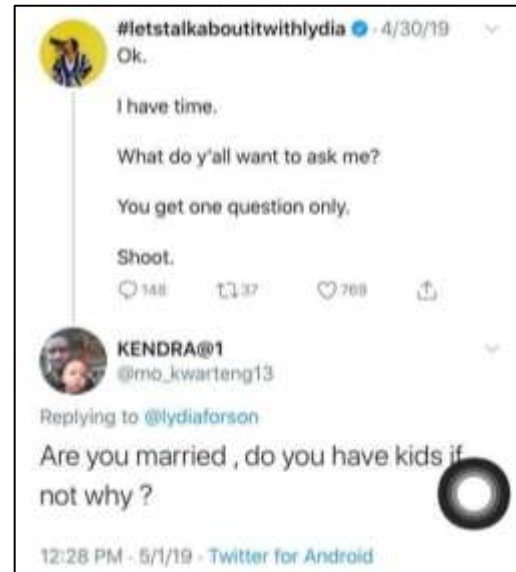 #letstalkaboutitwithlydia · 4/30/19
Ok.
I have time.
What do y'all want to ask me?
You get one question only.
Shoot.
148 37 769
KENDRA@1
@mo_kwarteng13
Replying to @lydiaforson
Are you married , do you have kids if
not why ?
12:28 PM · 5/1/19 · Twitter for Android